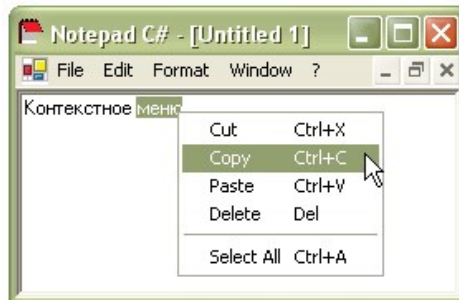 Notepad C# - [Untitled 1]
File Edit Format Window ?
Контекстное меню
Cut Ctrl+X
Copy Ctrl+C
Paste Ctrl+V
Delete Del
Select All Ctrl+A